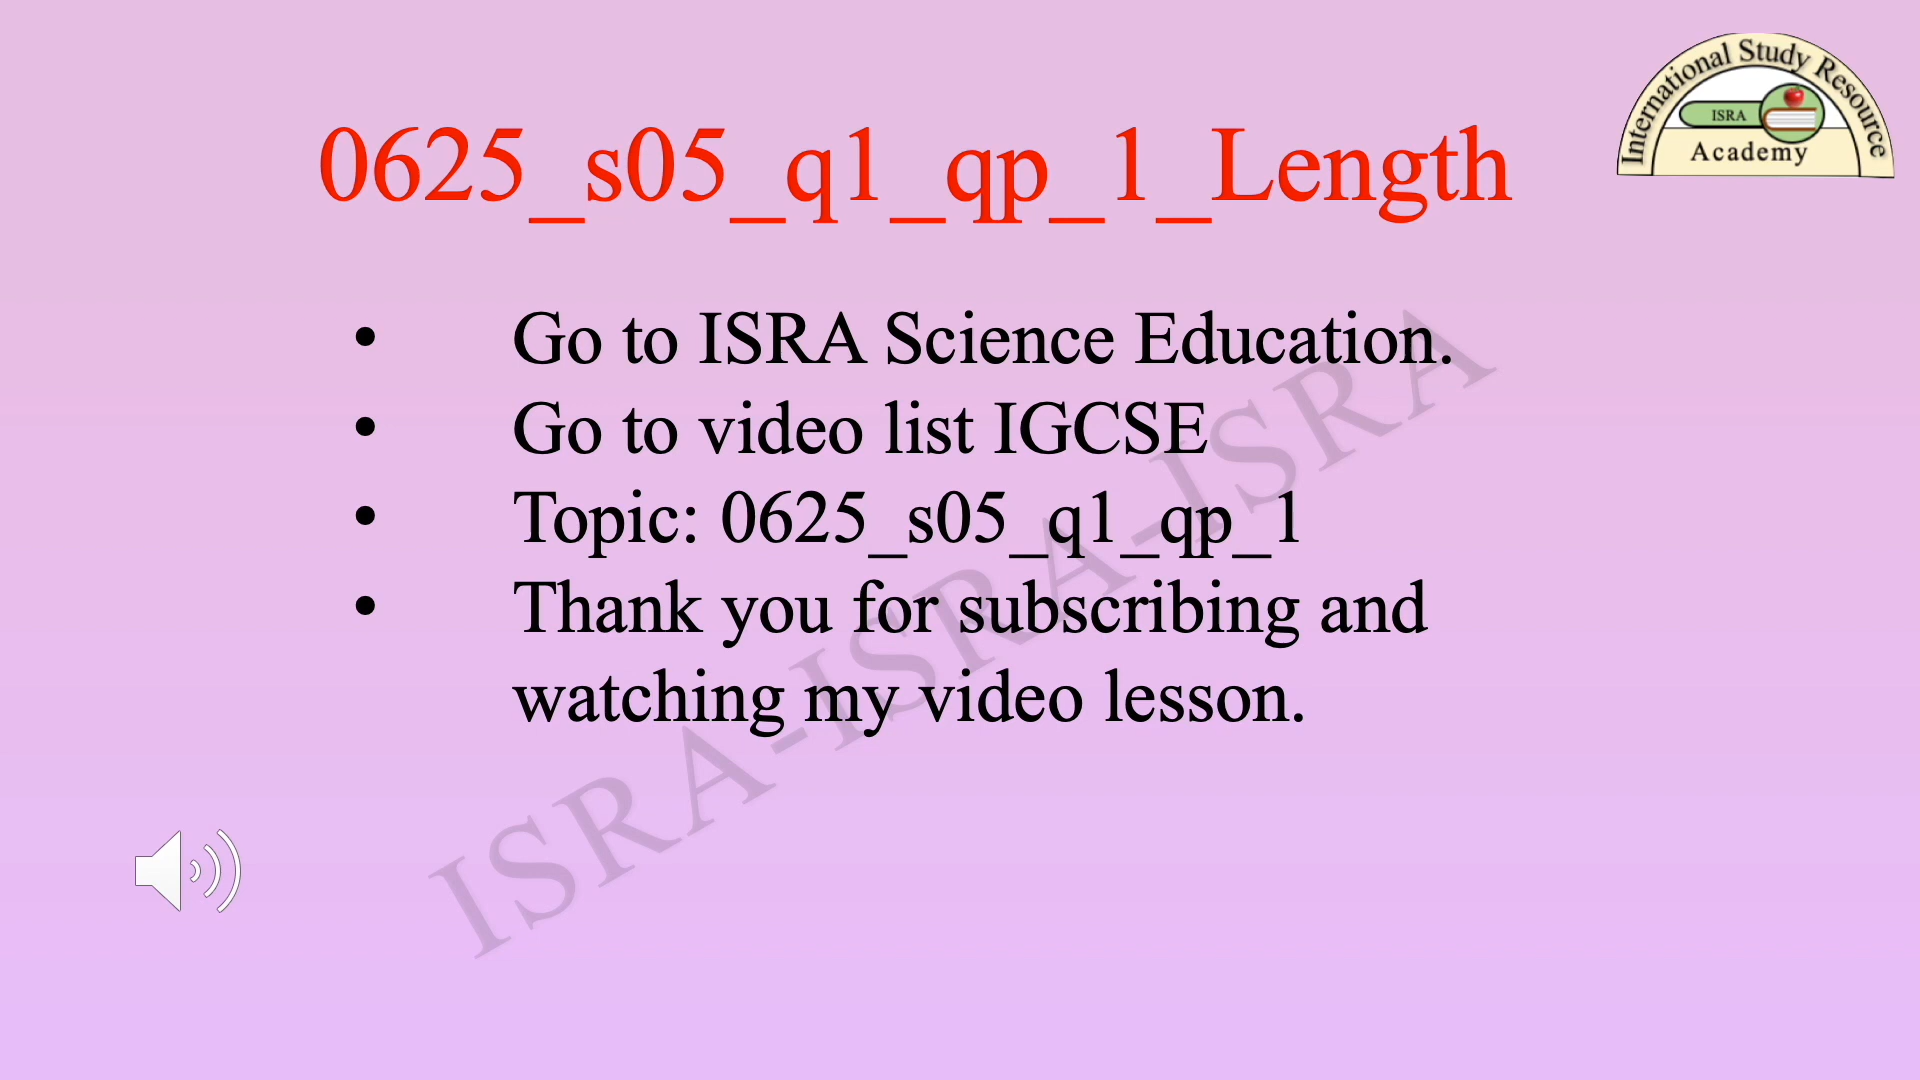 International Study Resource
ISRA
Academy
0625_s05_q1_qp_1_Length
• Go to ISRA Science Education.
• Go to video list IGCSE
• Topic: 0625_s05_q1_qp_1
• Thank you for subscribing and
watching my video lesson.
ISRA-ISRA-ISRA